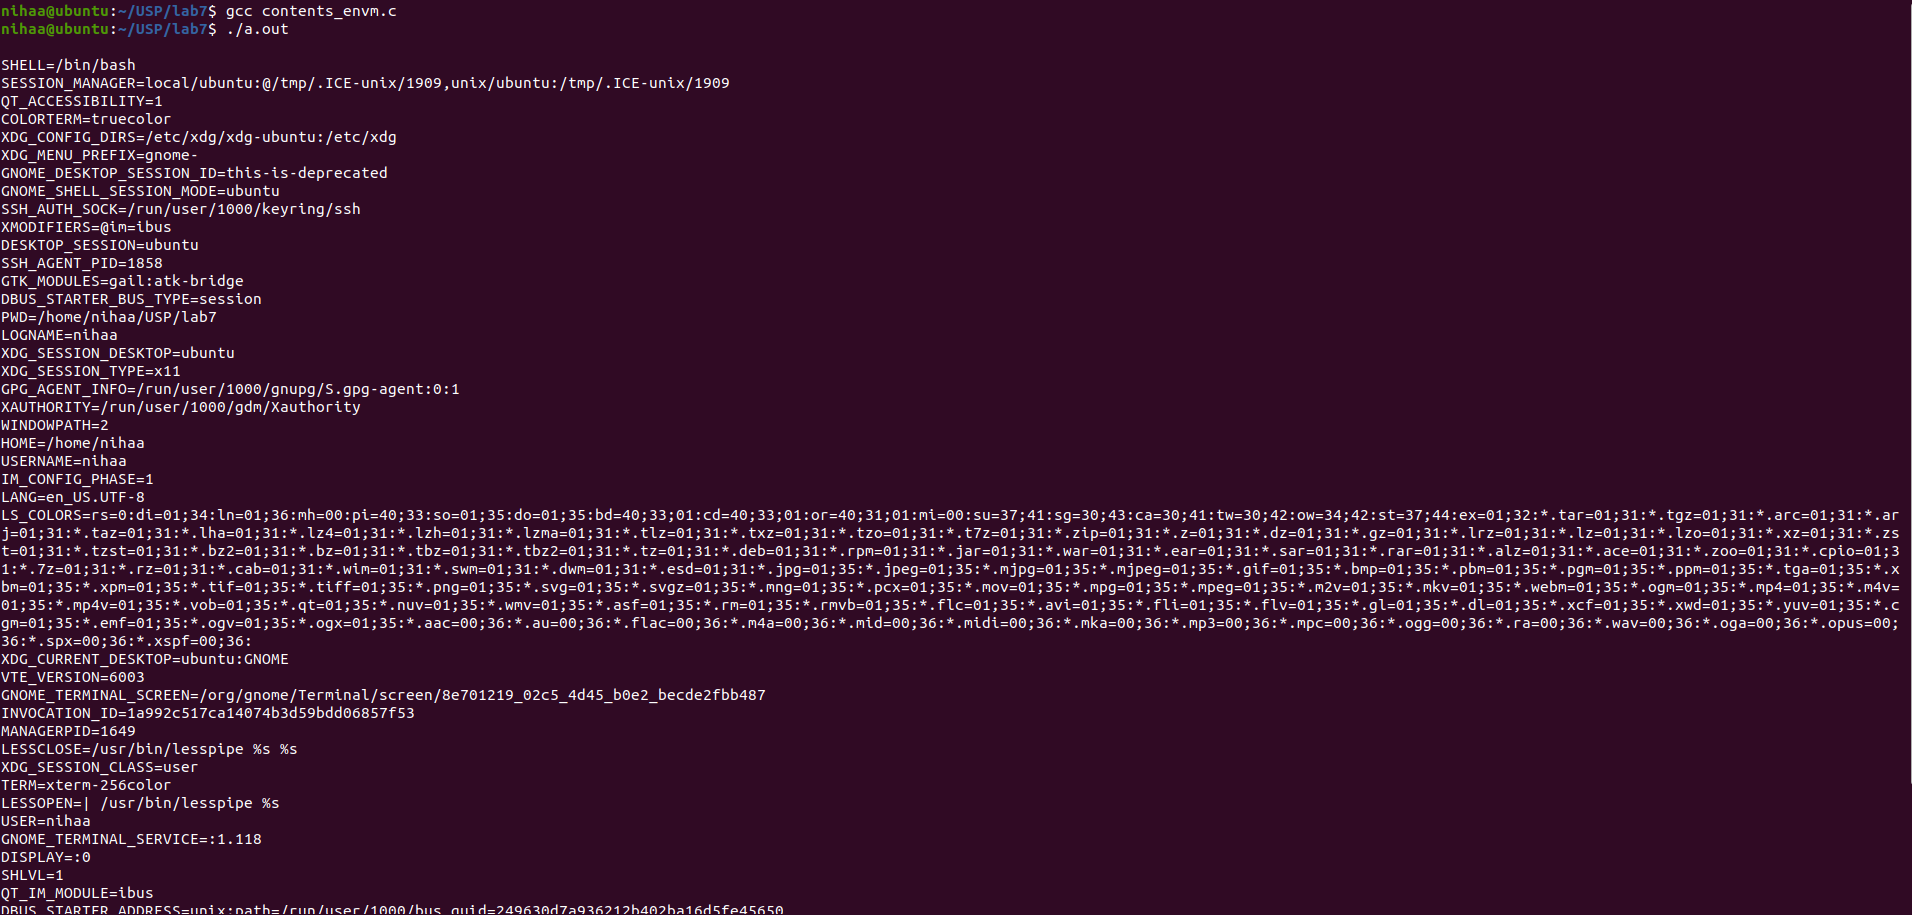 nihaa@ubuntu:~/USP/lab7$ gcc contents_envm.c
nihaa@ubuntu:~/USP/lab7$ ./a.out
SHELL=/bin/bash
SESSION_MANAGER=local/ubuntu:@/tmp/.ICE-unix/1909,unix/ubuntu:/tmp/.ICE-unix/1909
QT_ACCESSIBILITY=1
COLORTERM=truecolor
XDG_CONFIG_DIRS=/etc/xdg/xdg-ubuntu:/etc/xdg
XDG_MENU_PREFIX=gnome-
GNOME_DESKTOP_SESSION_ID=this-is-deprecated
GNOME_SHELL_SESSION_MODE=ubuntu
SSH_AUTH_SOCK=/run/user/1000/keyring/ssh
XMODIFIERS=@im=ibus
DESKTOP_SESSION=ubuntu
SSH_AGENT_PID=1858
GTK_MODULES=gail:atk-bridge
DBUS_STARTER_BUS_TYPE=session
PWD=/home/nihaa/USP/lab7
LOGNAME=nihaa
XDG_SESSION_DESKTOP=ubuntu
XDG_SESSION_TYPE=x11
GPG_AGENT_INFO=/run/user/1000/gnupg/S.gpg-agent:0:1
XAUTHORITY=/run/user/1000/gdm/Xauthority
WINDOWPATH=2
HOME=/home/nihaa
USERNAME=nihaa
IM_CONFIG_PHASE=1
LANG=en_US.UTF-8
LS_COLORS=rs=0:di=01;34:ln=01;36:mh=00:pi=40;33:so=01;35:do=01;35:bd=40;33;01:cd=40;33;01:or=40;31;01:mi=00:su=37;41:sg=30;43:ca=30;41:tw=30;42:ow=34;42:st=37;44:ex=01;32:*.tar=01;31:*.tgz=01;31:*.arc=01;31:*.ar
j=01;31:*.taz=01;31:*.lha=01;31:*.lz4=01;31:*.lzh=01;31:*.lzma=01;31:*.tlz=01;31:*.txz=01;31:*.tzo=01;31:*.t7z=01;31:*.zip=01;31:*.z=01;31:*.dz=01;31:*.gz=01;31:*.lrz=01;31:*.lz=01;31:*.lzo=01;31:*.xz=01;31:*.zs
t=01;31:*.tzst=01;31:*.bz2=01;31:*.bz=01;31:*.tbz=01;31:*.tbz2=01;31:*.tz=01;31:*.deb=01;31:*.rpm=01;31:*.jar=01;31:*.war=01;31:*.ear=01;31:*.sar=01;31:*.rar=01;31:*.alz=01;31:*.ace=01;31:*.zoo=01;31:*.cpio=01;3
1:*.7z=01;31:*.rz=01;31:*.cab=01;31:*.wim=01;31:*.swm=01;31:*.dwm=01;31:*.esd=01;31:*.jpg=01;35:*.jpeg=01;35:*.mjpg=01;35:*.mjpeg=01;35:*.gif=01;35:*.bmp=01;35:*.pbm=01;35:*.pgm=01;35:*.ppm=01;35:*.tga=01;35:*.x
bm=01;35:*.xpm=01;35:*.tif=01;35:*.tiff=01;35:*.png=01;35:*.svg=01;35:*.svgz=01;35:*.mng=01;35:*.pcx=01;35:*.mov=01;35:*.mpg=01;35:*.mpeg=01;35:*.m2v=01;35:*.mkv=01;35:*.webm=01;35:*.ogm=01;35:*.mp4=01;35:*.m4v=
01;35:*.mp4v=01;35:*.vob=01;35:*.qt=01;35:*.nuv=01;35:*.wmv=01;35:*.asf=01;35:*.rm=01;35:*.rmvb=01;35:*.flc=01;35:*.avi=01;35:*.fli=01;35:*.flv=01;35:*.gl=01;35:*.dl=01;35:*.xcf=01;35:*.xwd=01;35:*.yuv=01;35:*.c
gm=01;35:*.emf=01;35:*.ogv=01;35:*.ogx=01;35:*.aac=00;36:*.au=00;36:*.flac=00;36:*.m4a=00;36:*.mid=00;36:*.midi=00;36:*.mka=00;36:*.mp3=00;36:*.mpc=00;36:*.ogg=00;36:*.ra=00;36:*.wav=00;36:*.oga=00;36:*.opus=00;
36:*.spx=00;36:*.xspf=00;36:
XDG_CURRENT_DESKTOP=ubuntu:GNOME
VTE_VERSION=6003
GNOME_TERMINAL_SCREEN=/org/gnome/Terminal/screen/8e701219_02c5_4d45_b0e2_becde2fbb487
INVOCATION_ID=1a992c517ca14074b3d59bdd06857f53
MANAGERPID=1649
LESSCLOSE=/usr/bin/lesspipe %s %s
XDG_SESSION_CLASS=user
TERM=xterm-256color
LESSOPEN=| /usr/bin/lesspipe %s
USER=nihaa
GNOME_TERMINAL_SERVICE=:1.118
DISPLAY=:0
SHLVL=1
QT_IM_MODULE=ibus
DBUS_STARTER_ADDRESS=unix:path=/run/user/1000/bus,guid=249630d7a936212b402ba16d5fe45650